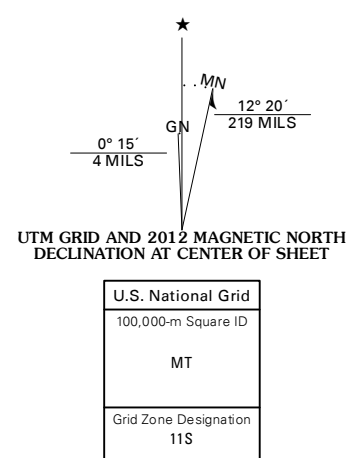 ★
MN
12° 20´
219 MILS
GN
0° 15´
4 MILS
UTM GRID AND 2012 MAGNETIC NORTH
DECLINATION AT CENTER OF SHEET
U.S. National Grid
100,000-m Square ID
MT
Grid Zone Designation
11S